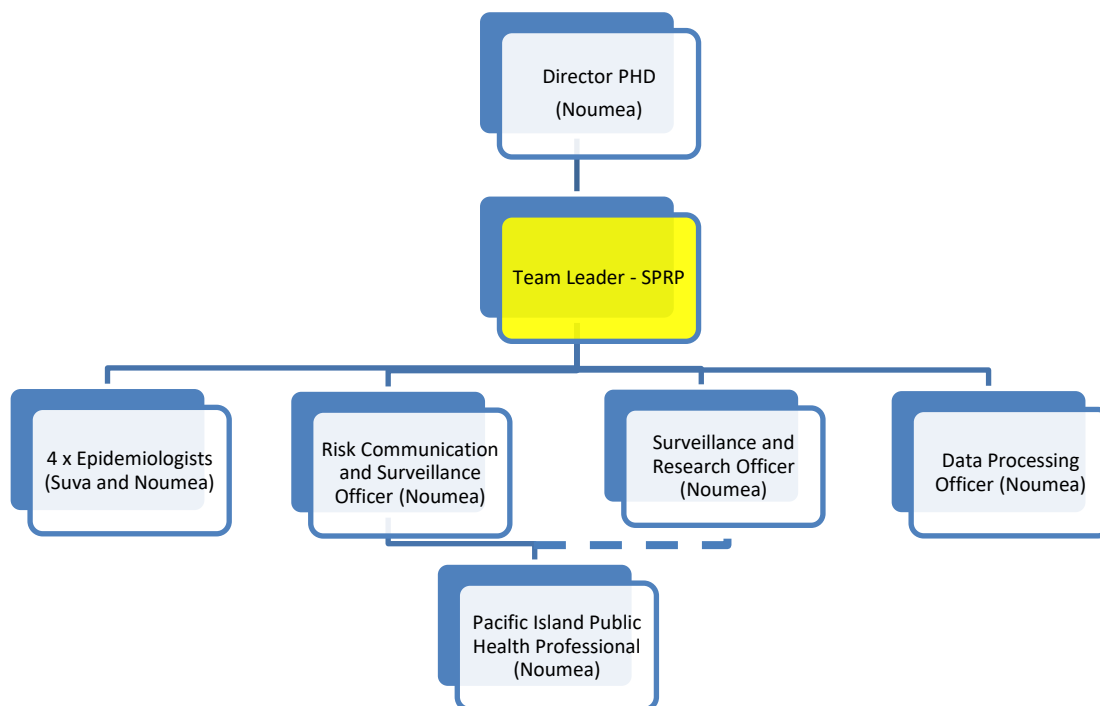 Director PHD
(Noumea)
Team Leader - SPRP
4 x Epidemiologists
(Suva and Noumea)
Risk Communication
and Surveillance
Officer (Noumea)
Surveillance and
Research Officer
(Noumea)
Data Processing
Officer (Noumea)
Pacific Island Public
Health Professional
(Noumea)